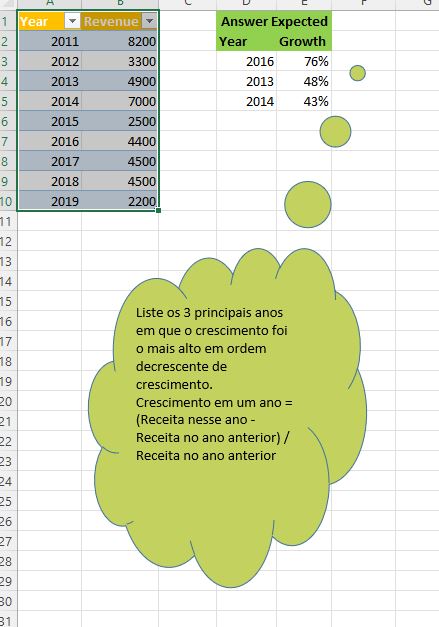 A B C D E F G
1 Year Revenue Answer Expected
2 2011 8200 Year Growth
3 2012 3300 2016 76%
4 2013 4900 2013 48%
5 2014 7000 2014 43%
6 2015 2500
7 2016 4400
8 2017 4500
9 2018 4500
10 2019 2200
11
12
13
14
15
16
17
18
19
20
21
22
23
24
25
26
27
28
29
30
31
Liste os 3 principais anos
em que o crescimento foi
o mais alto em ordem
decrescente de
crescimento.
Crescimento em um ano =
(Receita nesse ano -
Receita no ano anterior) /
Receita no ano anterior